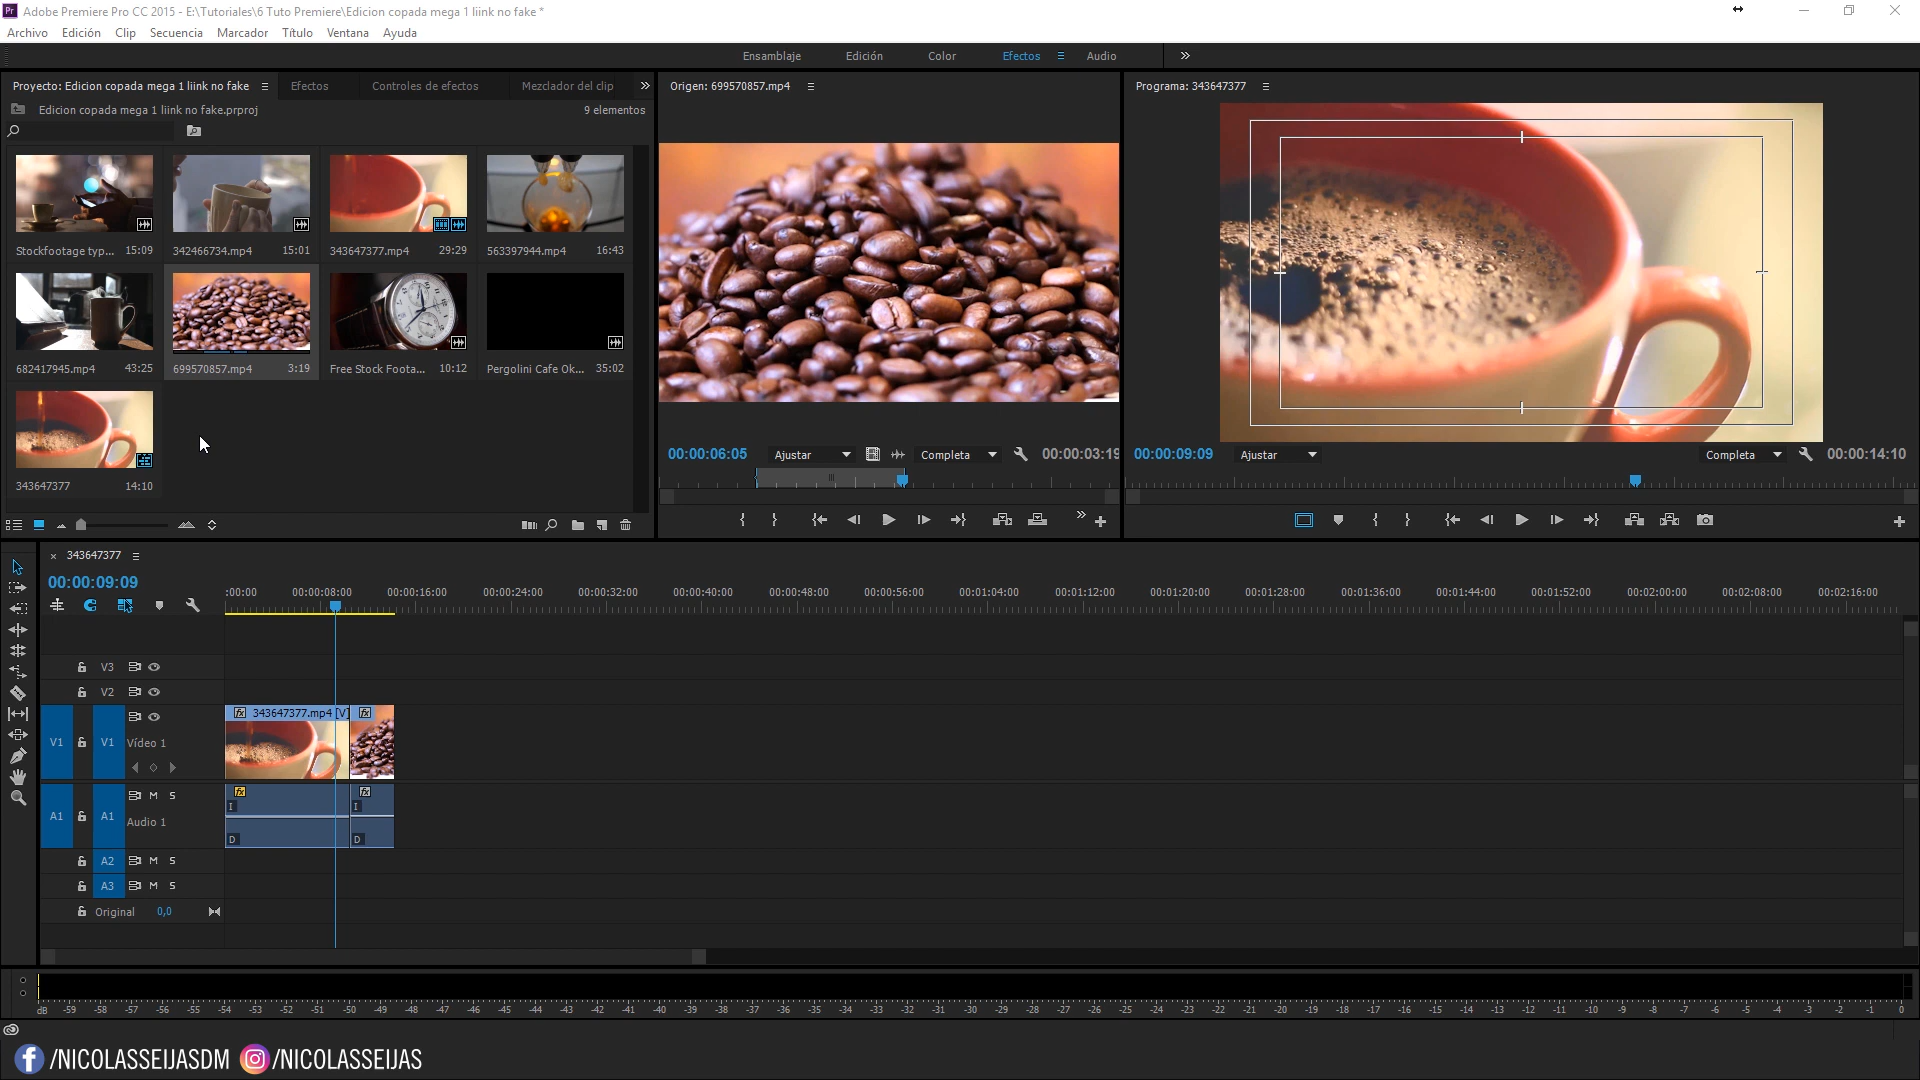 Pr Adobe Premiere Pro CC 2015 - E:\Tutoriales\6 Tuto Premiere\Edicion copada mega 1 liink no fake *
Archivo Edición Clip Secuencia Marcador Título Ventana Ayuda
Ensamblaje Edición Color Efectos Audio
Proyecto: Edicion copada mega 1 liink no fake Efectos Controles de efectos Mezclador del clip
Edicion copada mega 1 liink no fake.prproj 9 elementos
Stockfootage typ... 15:09 342466734.mp4 15:01 343647377.mp4 29:29 563397944.mp4 16:43
682417945.mp4 43:25 699570857.mp4 3:19 Free Stock Foota... 10:12 Pergolini Cafe Ok... 35:02
343647377 14:10
Origen: 699570857.mp4
00:00:06:05 Ajustar Completa 00:00:03:19
Programa: 343647377
00:00:09:09 Ajustar Completa 00:00:14:10
343647377
00:00:09:09
:00:00 00:00:08:00 00:00:16:00 00:00:24:00 00:00:32:00 00:00:40:00 00:00:48:00 00:00:56:00 00:01:04:00 00:01:12:00 00:01:20:00 00:01:28:00 00:01:36:00 00:01:44:00 00:01:52:00 00:02:00:00 00:02:08:00 00:02:16:00
V3
V2
343647377.mp4 [V]
V1 V1 Vídeo 1
M S
I I
A1 A1 Audio 1
D D
A2 M S
A3 M S
Original 0,0
dB -59 -58 -57 -56 -55 -54 -53 -52 -51 -50 -49 -48 -47 -46 -45 -44 -43 -42 -41 -40 -39 -38 -37 -36 -35 -34 -33 -32 -31 -30 -29 -28 -27 -26 -25 -24 -23 -22 -21 -20 -19 -18 -17 -16 -15 -14 -13 -12 -11 -10 -9 -8 -7 -6 -5 -4 -3 -2 -1 0
/NICOLASSEIJASDM /NICOLASSEIJAS